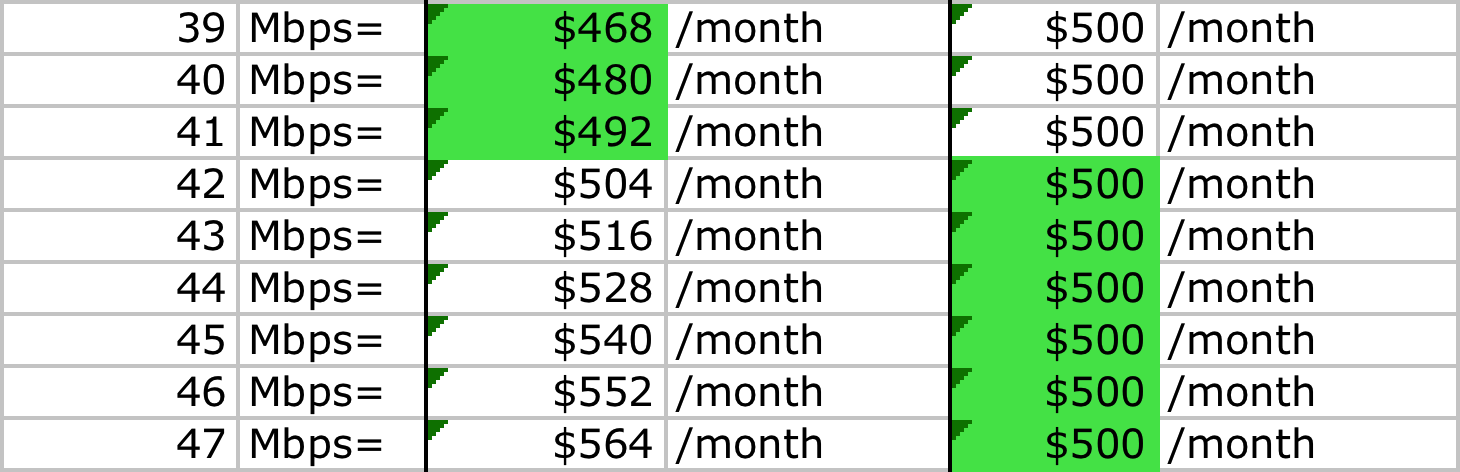 39 Mbps= $468 /month $500 /month
40 Mbps= $480 /month $500 /month
41 Mbps= $492 /month $500 /month
42 Mbps= $504 /month $500 /month
43 Mbps= $516 /month $500 /month
44 Mbps= $528 /month $500 /month
45 Mbps= $540 /month $500 /month
46 Mbps= $552 /month $500 /month
47 Mbps= $564 /month $500 /month